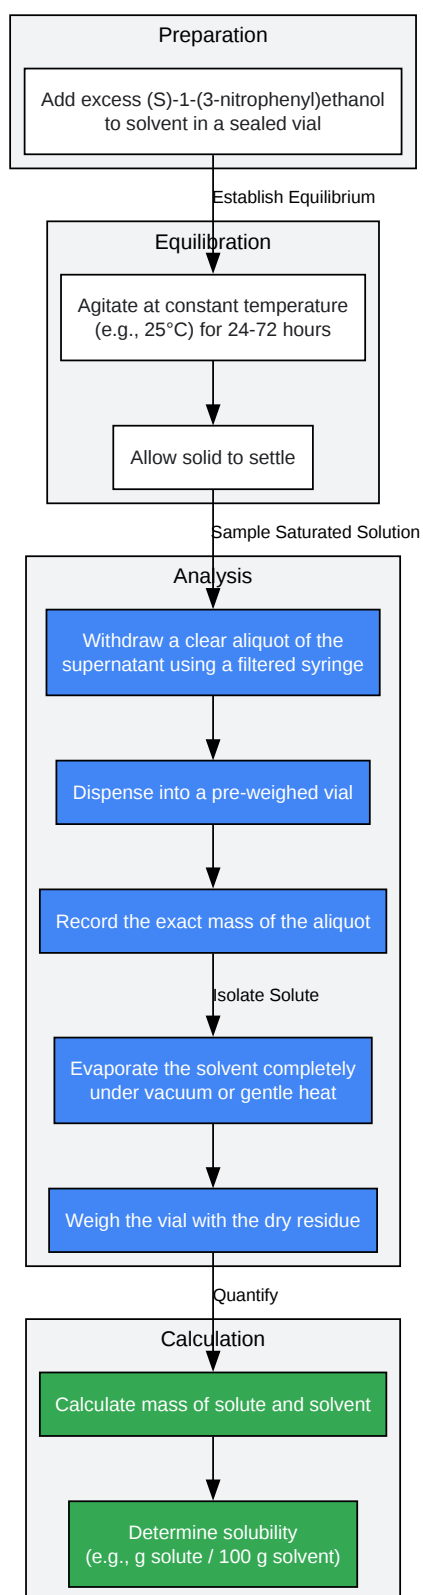 Preparation
Add excess (S)-1-(3-nitrophenyl)ethanol
to solvent in a sealed vial
Establish Equilibrium
Equilibration
Agitate at constant temperature
(e.g., 25°C) for 24-72 hours
Allow solid to settle
Sample Saturated Solution
Analysis
Withdraw a clear aliquot of the
supernatant using a filtered syringe
Dispense into a pre-weighed vial
Record the exact mass of the aliquot
Isolate Solute
Evaporate the solvent completely
under vacuum or gentle heat
Weigh the vial with the dry residue
Quantify
Calculation
Calculate mass of solute and solvent
Determine solubility
(e.g., g solute / 100 g solvent)